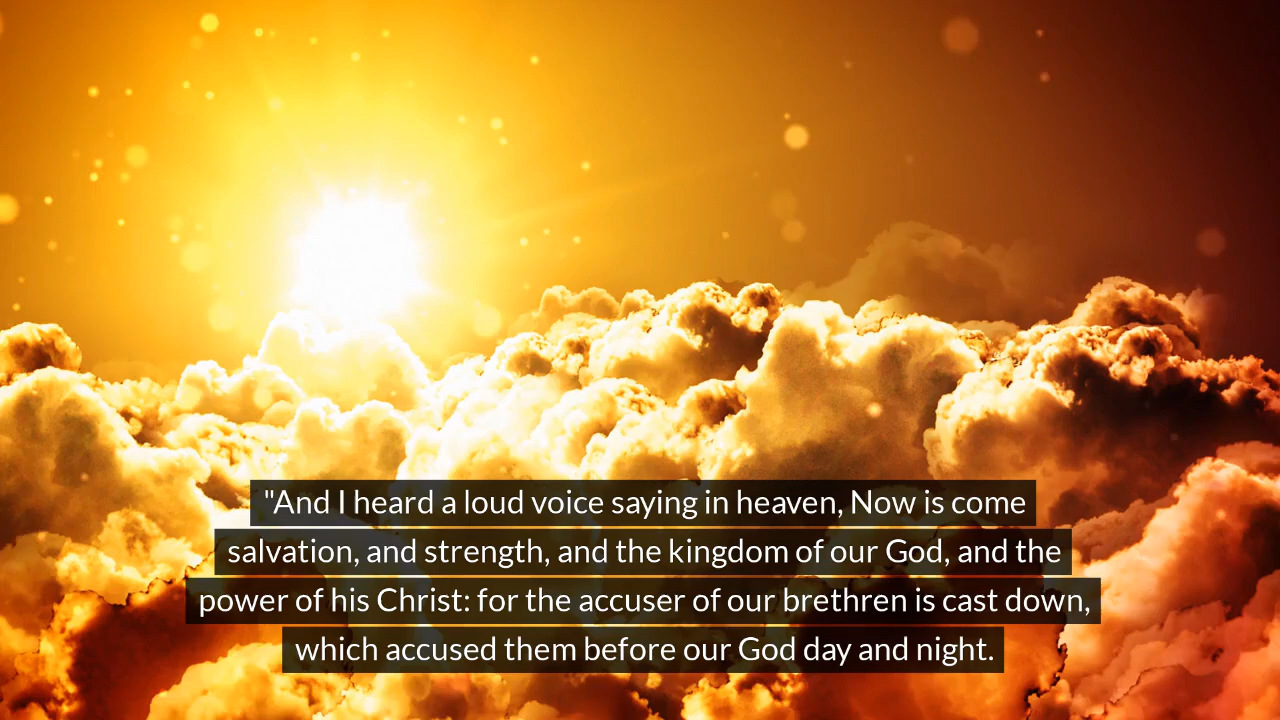 "And I heard a loud voice saying in heaven, Now is come
salvation, and strength, and the kingdom of our God, and the
power of his Christ: for the accuser of our brethren is cast down,
which accused them before our God day and night.